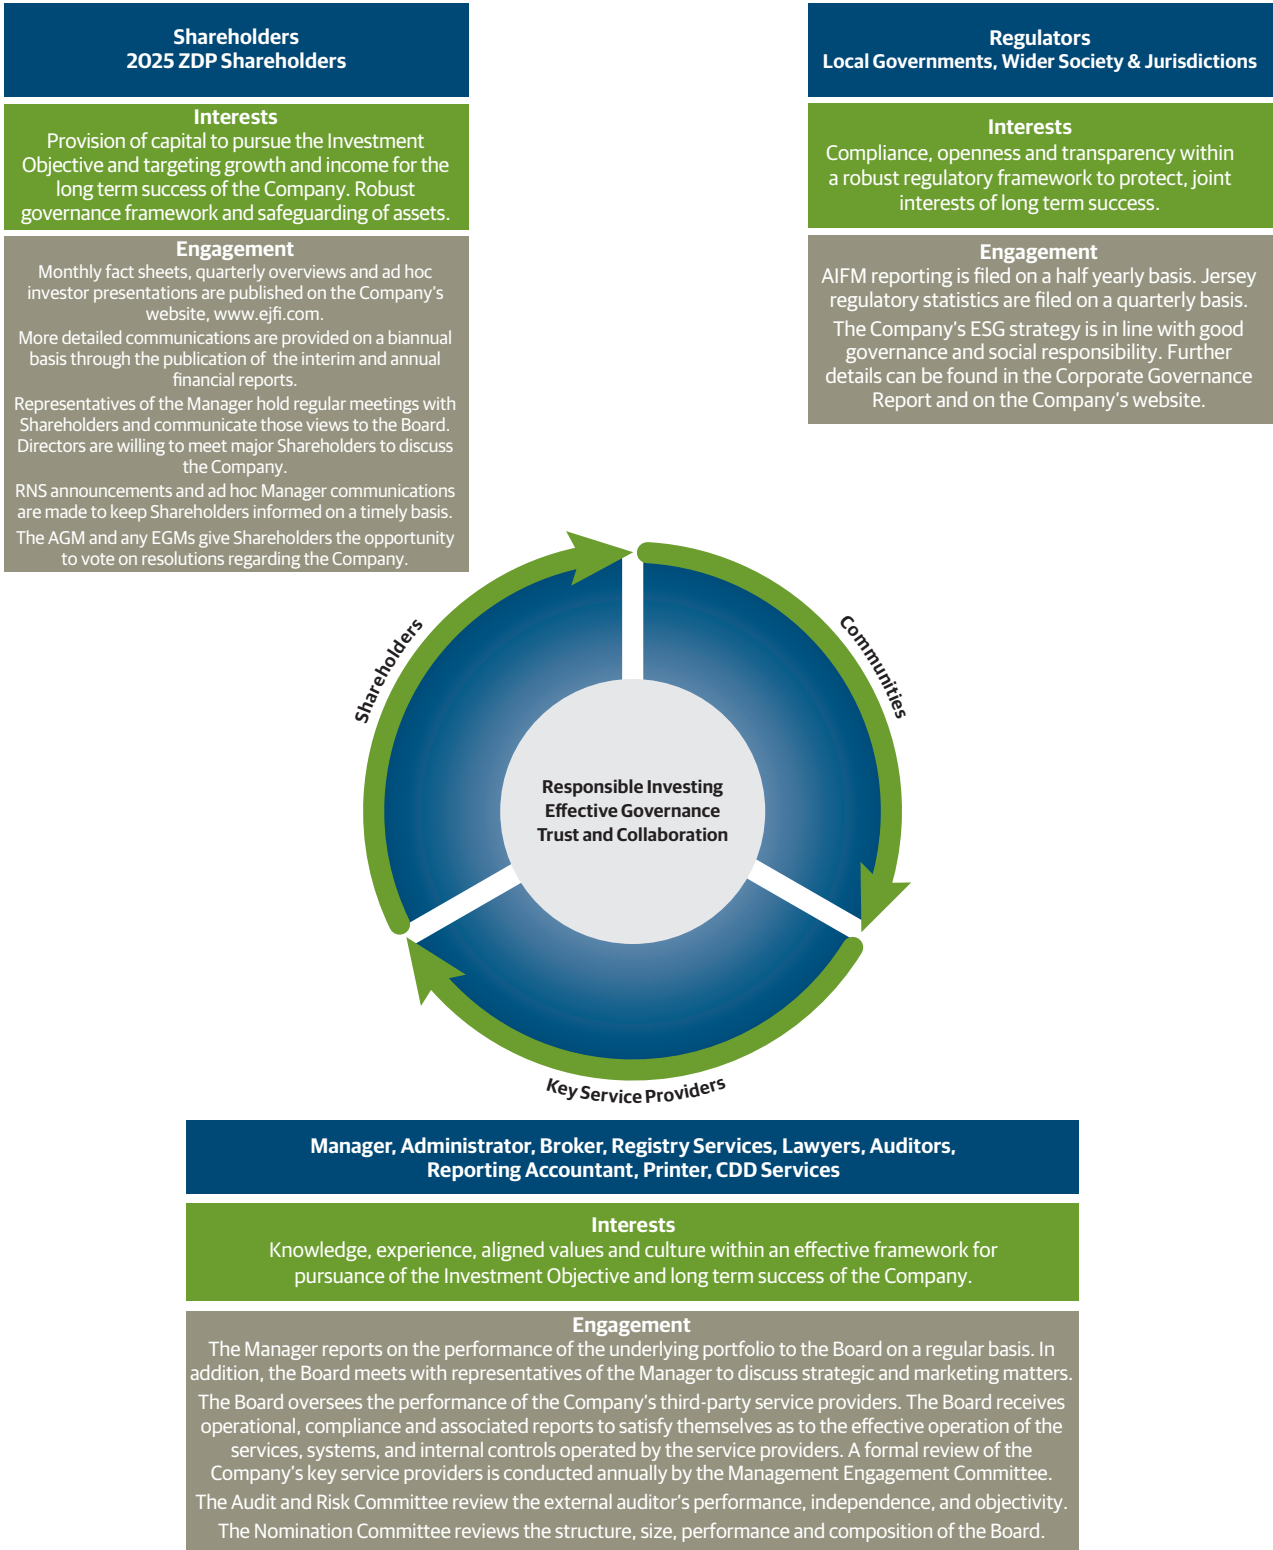 Shareholders
2025 ZDP Shareholders
Interests
Provision of capital to pursue the Investment
Objective and targeting growth and income for the
long term success of the Company. Robust
governance framework and safeguarding of assets.
Engagement
Monthly fact sheets, quarterly overviews and ad hoc
investor presentations are published on the Company's
website, www.ejfi.com.
More detailed communications are provided on a biannual
basis through the publication of the interim and annual
financial reports.
Representatives of the Manager hold regular meetings with
Shareholders and communicate those views to the Board.
Directors are willing to meet major Shareholders to discuss
the Company.
RNS announcements and ad hoc Manager communications
are made to keep Shareholders informed on a timely basis.
The AGM and any EGMs give Shareholders the opportunity
to vote on resolutions regarding the Company.
Regulators
Local Governments, Wider Society & Jurisdictions
Interests
Compliance, openness and transparency within
a robust regulatory framework to protect, joint
interests of long term success.
Engagement
AIFM reporting is filed on a half yearly basis. Jersey
regulatory statistics are filed on a quarterly basis.
The Company's ESG strategy is in line with good
governance and social responsibility. Further
details can be found in the Corporate Governance
Report and on the Company's website.
Shareholders
Communities
Responsible Investing
Effective Governance
Trust and Collaboration
Key Service Providers
Manager, Administrator, Broker, Registry Services, Lawyers, Auditors,
Reporting Accountant, Printer, CDD Services
Interests
Knowledge, experience, aligned values and culture within an effective framework for
pursuance of the Investment Objective and long term success of the Company.
Engagement
The Manager reports on the performance of the underlying portfolio to the Board on a regular basis. In
addition, the Board meets with representatives of the Manager to discuss strategic and marketing matters.
The Board oversees the performance of the Company's third-party service providers. The Board receives
operational, compliance and associated reports to satisfy themselves as to the effective operation of the
services, systems, and internal controls operated by the service providers. A formal review of the
Company's key service providers is conducted annually by the Management Engagement Committee.
The Audit and Risk Committee review the external auditor's performance, independence, and objectivity.
The Nomination Committee reviews the structure, size, performance and composition of the Board.